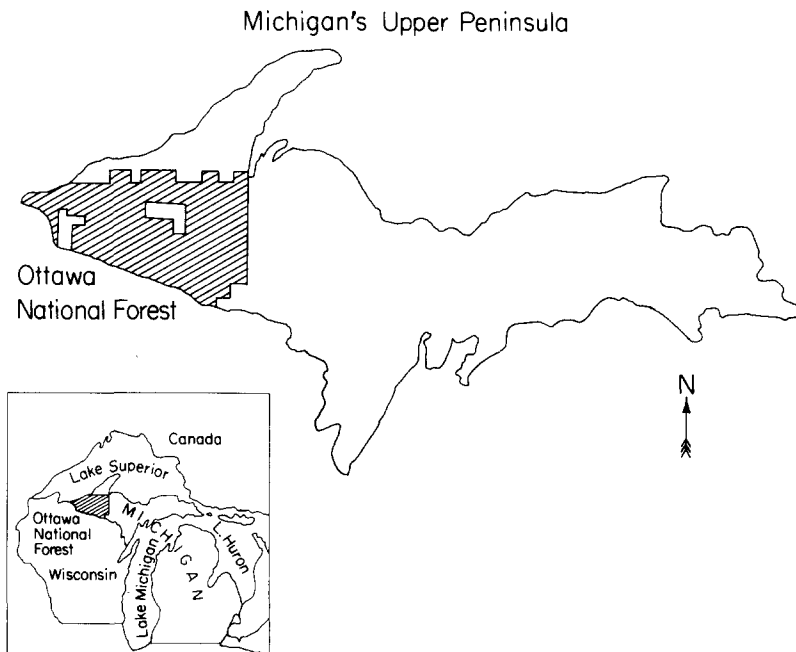 Michigan's Upper Peninsula
Ottawa
National Forest
N
Canada
Lake Superior
Ottawa
National
Forest
MICHIGAN
Wisconsin
Lake Michigan
L. Huron